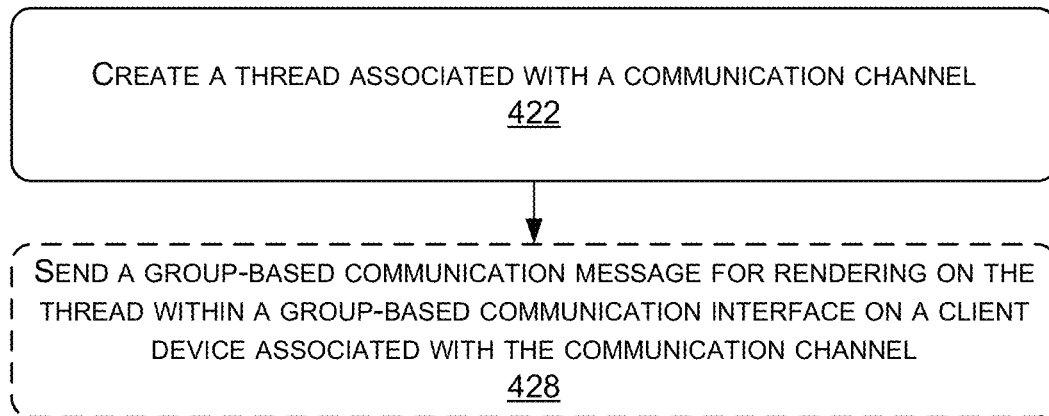 CREATE A THREAD ASSOCIATED WITH A COMMUNICATION CHANNEL
422
SEND A GROUP-BASED COMMUNICATION MESSAGE FOR RENDERING ON THE
THREAD WITHIN A GROUP-BASED COMMUNICATION INTERFACE ON A CLIENT
DEVICE ASSOCIATED WITH THE COMMUNICATION CHANNEL
428